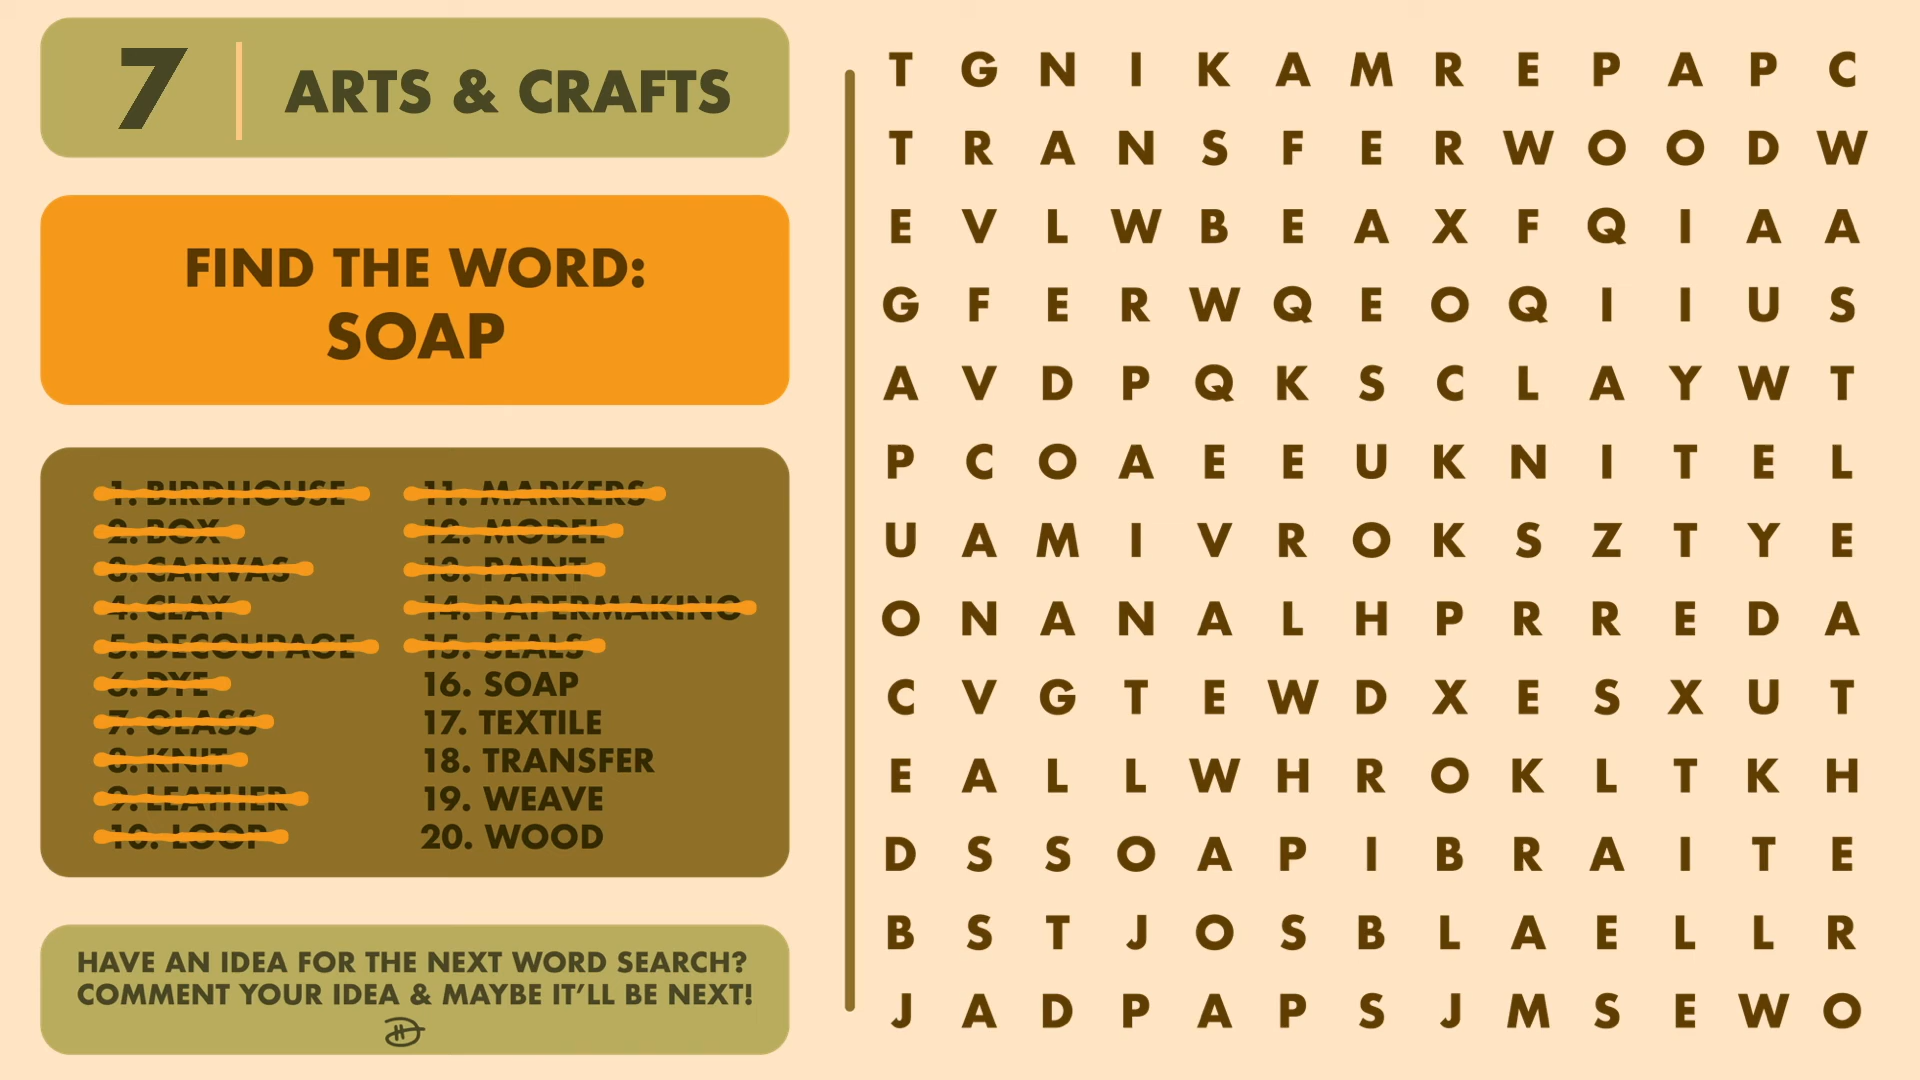 7 ARTS & CRAFTS
FIND THE WORD:
SOAP
1. BIRDHOUSE
2. BOX
3. CANVAS
4. CLAY
5. DECOUPAGE
6. DYE
7. GLASS
8. KNIT
9. LEATHER
10. LOOP
11. MARKERS
12. MODEL
13. PAINT
14. PAPERMAKING
15. SEALS
16. SOAP
17. TEXTILE
18. TRANSFER
19. WEAVE
20. WOOD
HAVE AN IDEA FOR THE NEXT WORD SEARCH?
COMMENT YOUR IDEA & MAYBE IT'LL BE NEXT!
T G N I K A M R E P A P C
T R A N S F E R W O O D W
E V L W B E A X F Q I A A
G F E R W Q E O Q I I U S
A V D P Q K S C L A Y W T
P C O A E E U K N I T E L
U A M I V R O K S Z T Y E
O N A N A L H P R R E D A
C V G T E W D X E S X U T
E A L L W H R O K L T K H
D S S O A P I B R A I T E
B S T J O S B L A E L L R
J A D P A P S J M S E W O